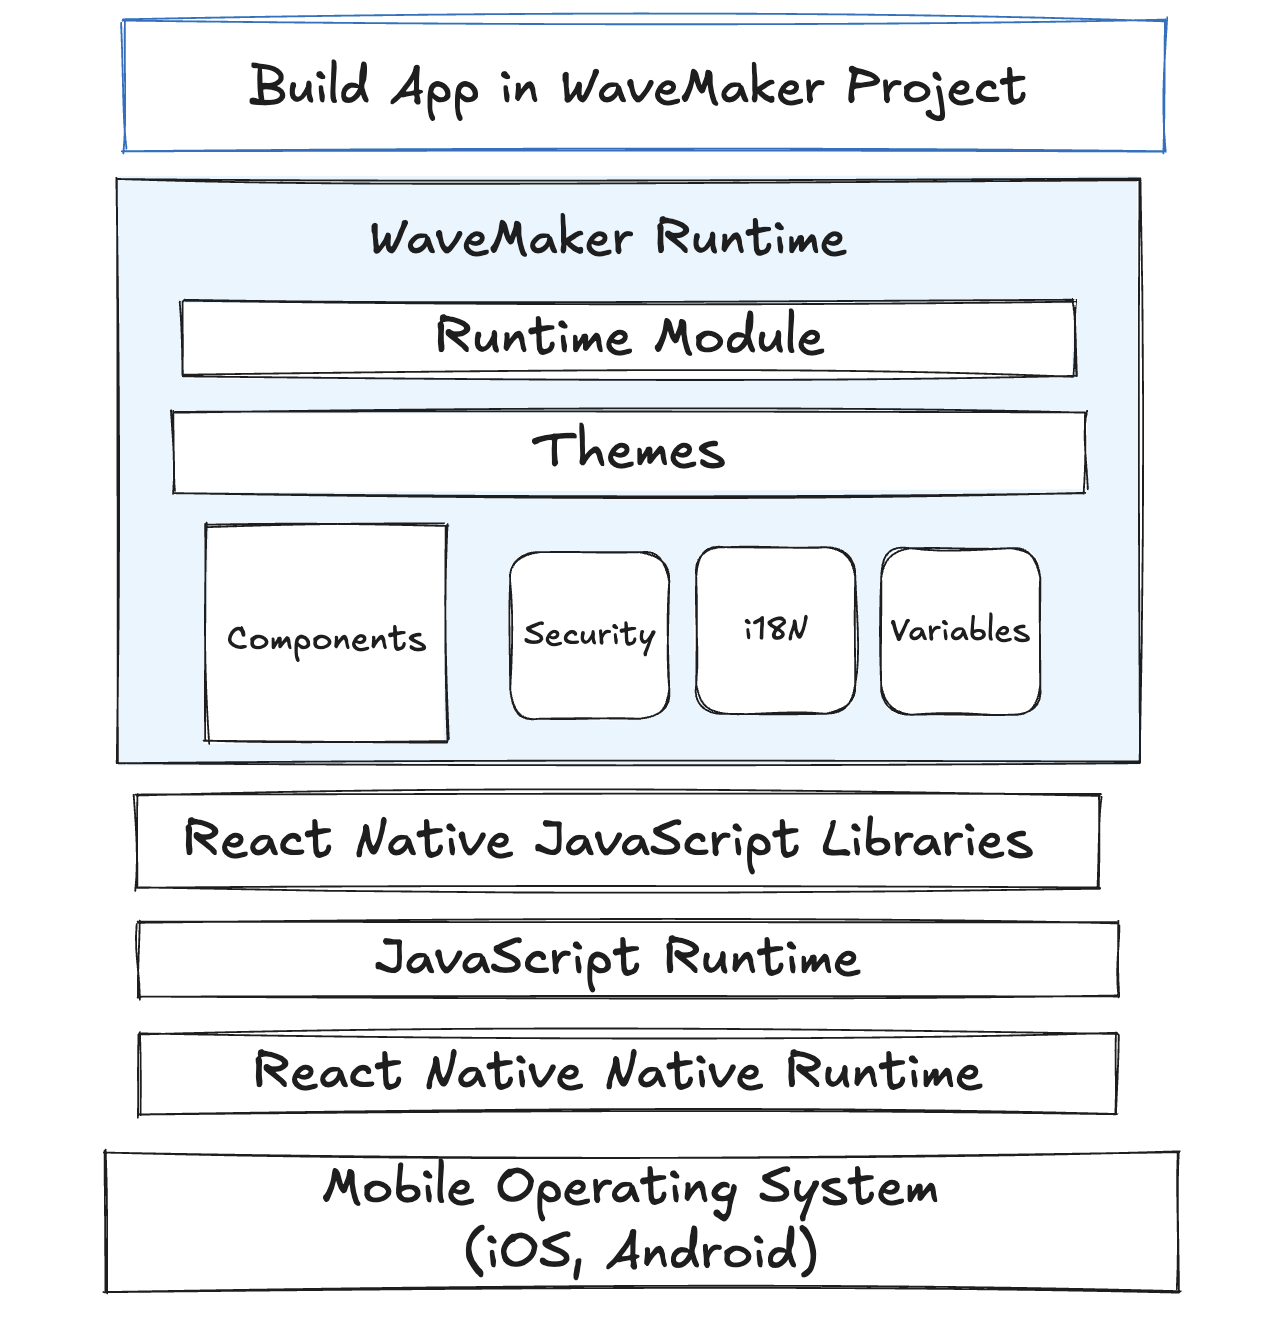 Build App in WaveMaker Project
WaveMaker Runtime
Runtime Module
Themes
Components
Security
i18N
Variables
React Native JavaScript Libraries
JavaScript Runtime
React Native Native Runtime
Mobile Operating System
(iOS, Android)